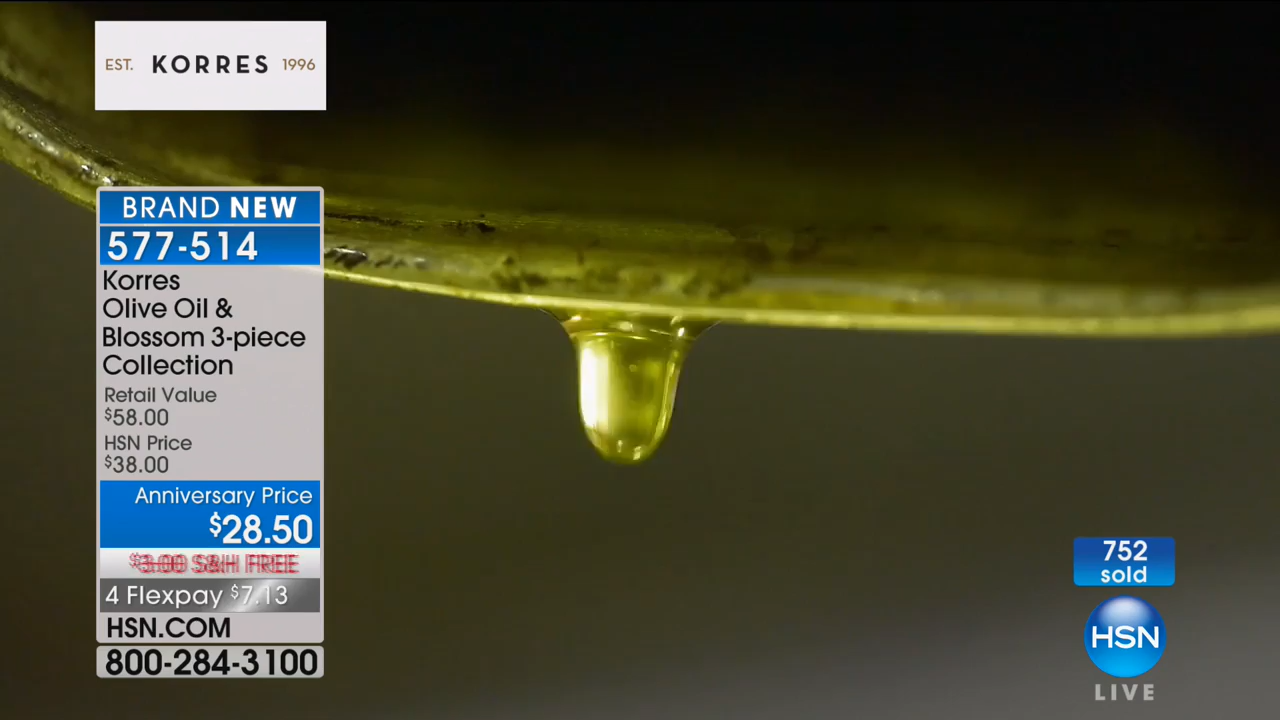 EST. KORRES 1996
BRAND NEW
577-514
Korres
Olive Oil &
Blossom 3-piece
Collection
Retail Value
$58.00
HSN Price
$38.00
Anniversary Price
$28.50
$3.00 S&H FREE
4 Flexpay $7.13
HSN.COM
800-284-3100
752
sold
HSN
LIVE